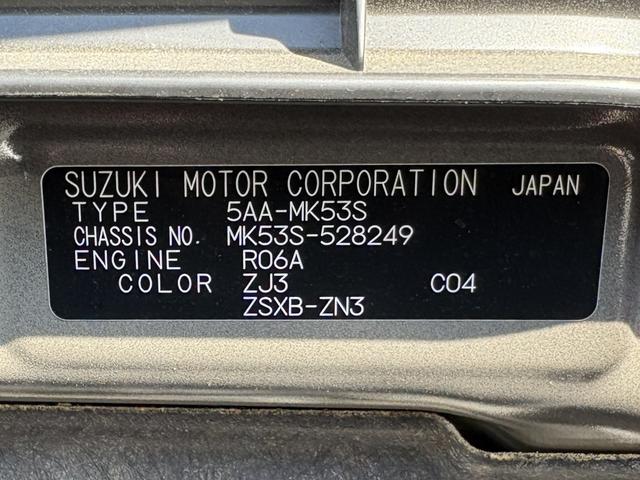 SUZUKI MOTOR CORPORATION JAPAN
TYPE 5AA-MK53S
CHASSIS NO. MK53S-528249
ENGINE R06A
COLOR ZJ3 C04
ZSXB-ZN3